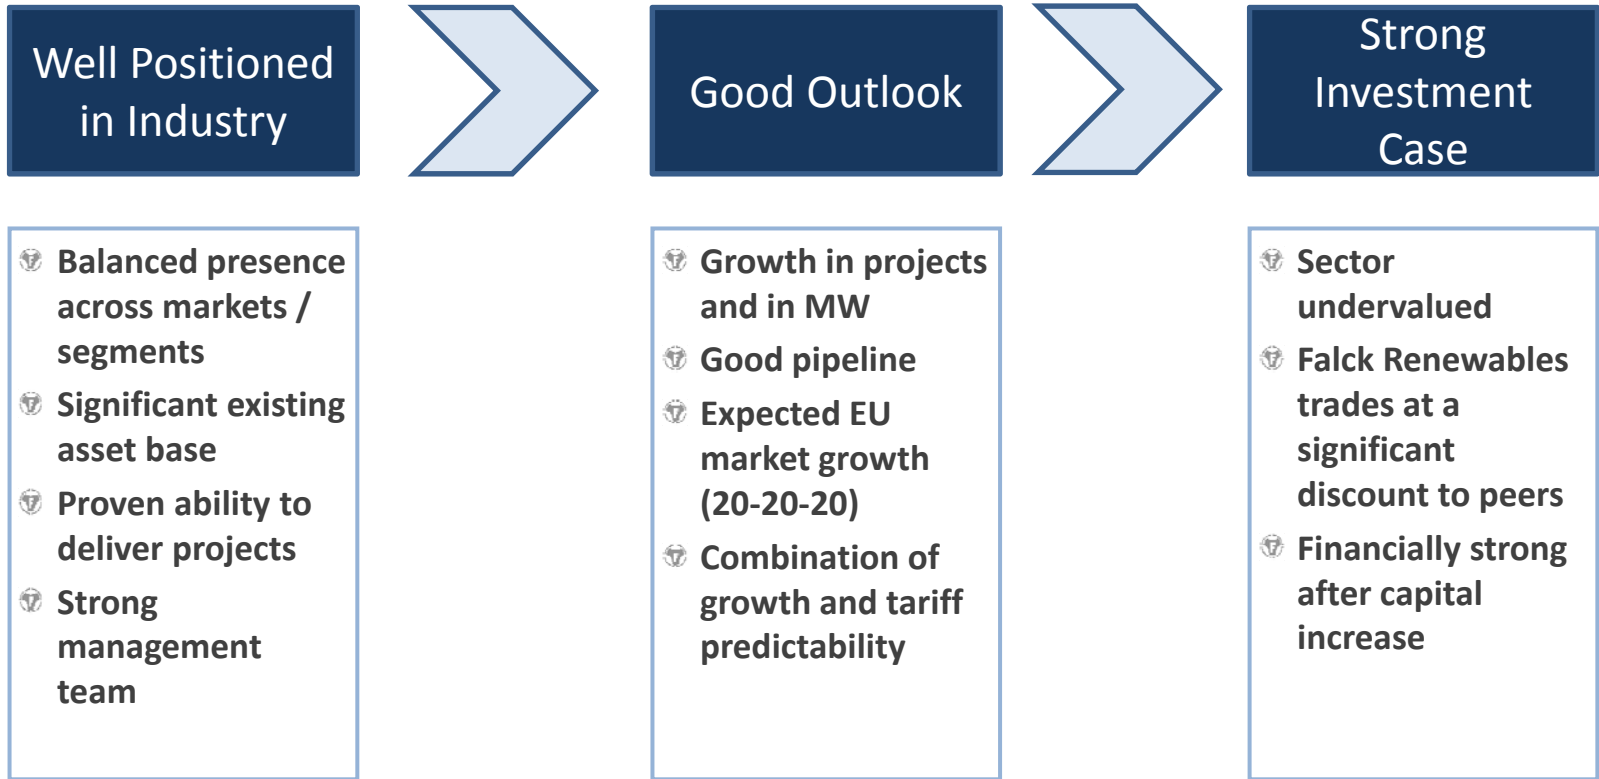 Well Positioned
in Industry
Good Outlook
Strong
Investment
Case
Balanced presence
across markets /
segments
Significant existing
asset base
Proven ability to
deliver projects
Strong
management
team
Growth in projects
and in MW
Good pipeline
Expected EU
market growth
(20-20-20)
Combination of
growth and tariff
predictability
Sector
undervalued
Falck Renewables
trades at a
significant
discount to peers
Financially strong
after capital
increase